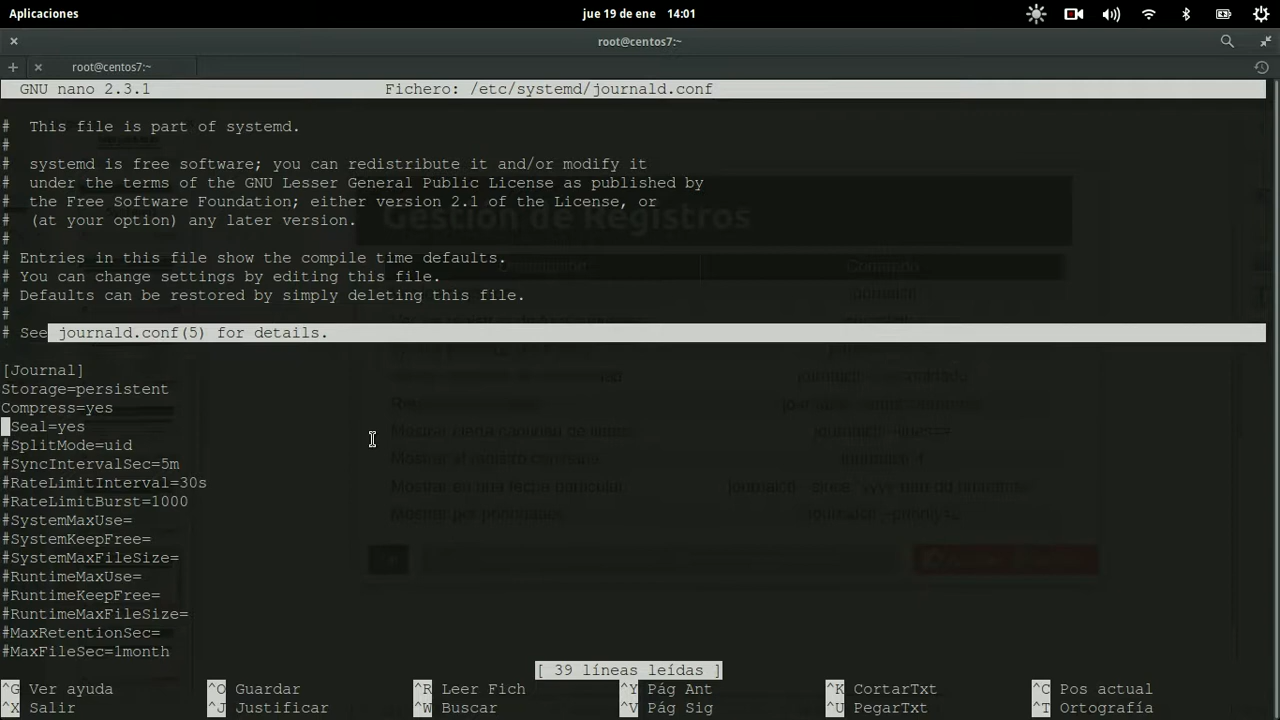 Aplicaciones
jue 19 de ene 14:01
root@centos7:~
root@centos7:~
GNU nano 2.3.1 Fichero: /etc/systemd/journald.conf
# This file is part of systemd.
#
# systemd is free software; you can redistribute it and/or modify it
# under the terms of the GNU Lesser General Public License as published by
# the Free Software Foundation; either version 2.1 of the License, or
# (at your option) any later version.
#
# Entries in this file show the compile time defaults.
# You can change settings by editing this file.
# Defaults can be restored by simply deleting this file.
#
# See journald.conf(5) for details.
[Journal]
Storage=persistent
Compress=yes
Seal=yes
#SplitMode=uid
#SyncIntervalSec=5m
#RateLimitInterval=30s
#RateLimitBurst=1000
#SystemMaxUse=
#SystemKeepFree=
#SystemMaxFileSize=
#RuntimeMaxUse=
#RuntimeKeepFree=
#RuntimeMaxFileSize=
#MaxRetentionSec=
#MaxFileSec=1month
[ 39 líneas leídas ]
^G Ver ayuda ^O Guardar ^R Leer Fich ^Y Pág Ant ^K CortarTxt ^C Pos actual
^X Salir ^J Justificar ^W Buscar ^V Pág Sig ^U PegarTxt ^T Ortografía
Gestión de Registros